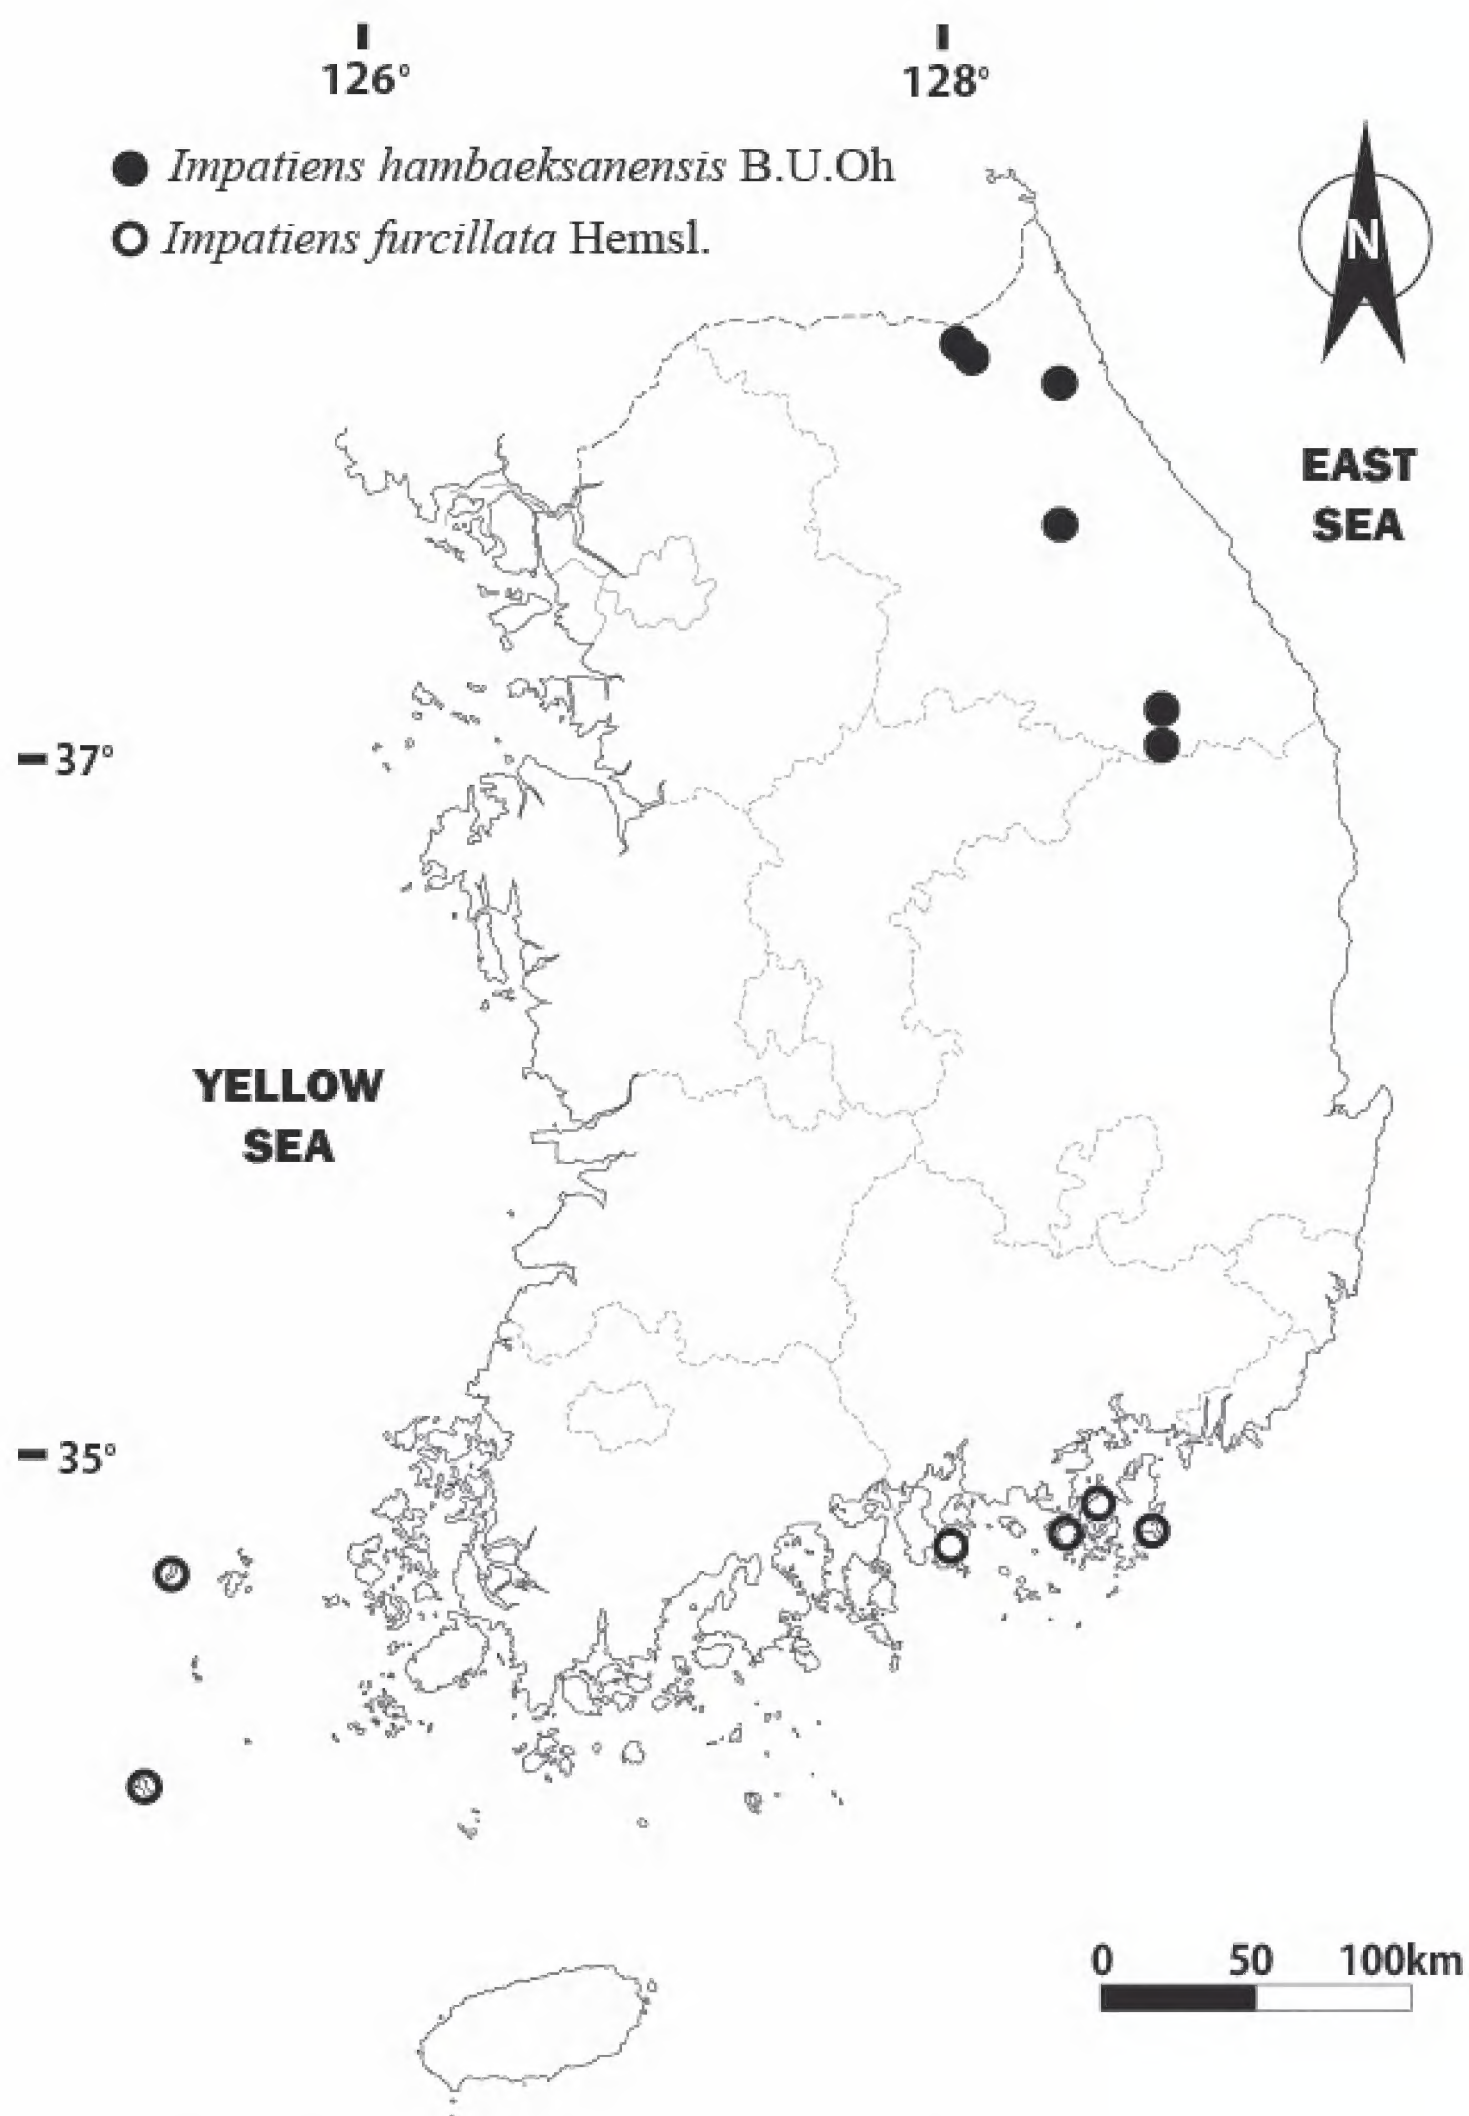 126°
128°
Impatiens hambaeksanensis B.U.Oh
Impatiens furcillata Hemsl.
N
EAST
SEA
37°
YELLOW
SEA
35°
0 50 100km